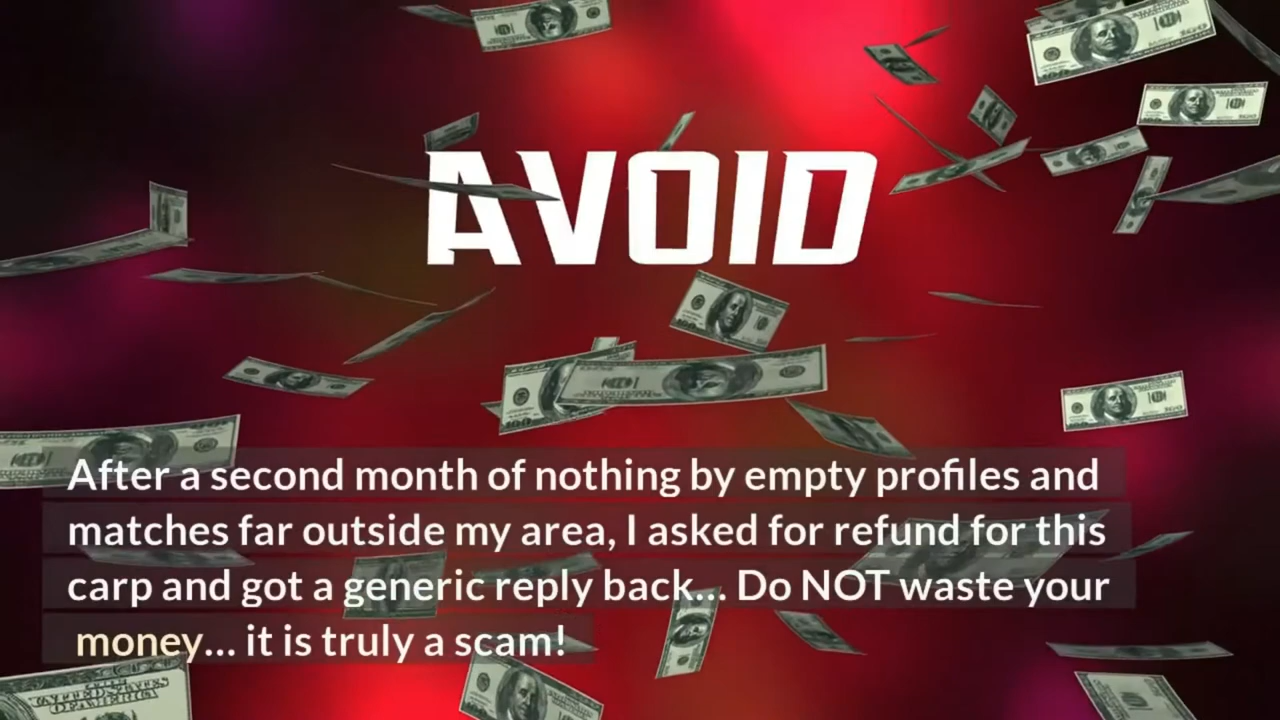 AVOID
After a second month of nothing by empty profiles and
matches far outside my area, I asked for refund for this
carp and got a generic reply back... Do NOT waste your
money... it is truly a scam!